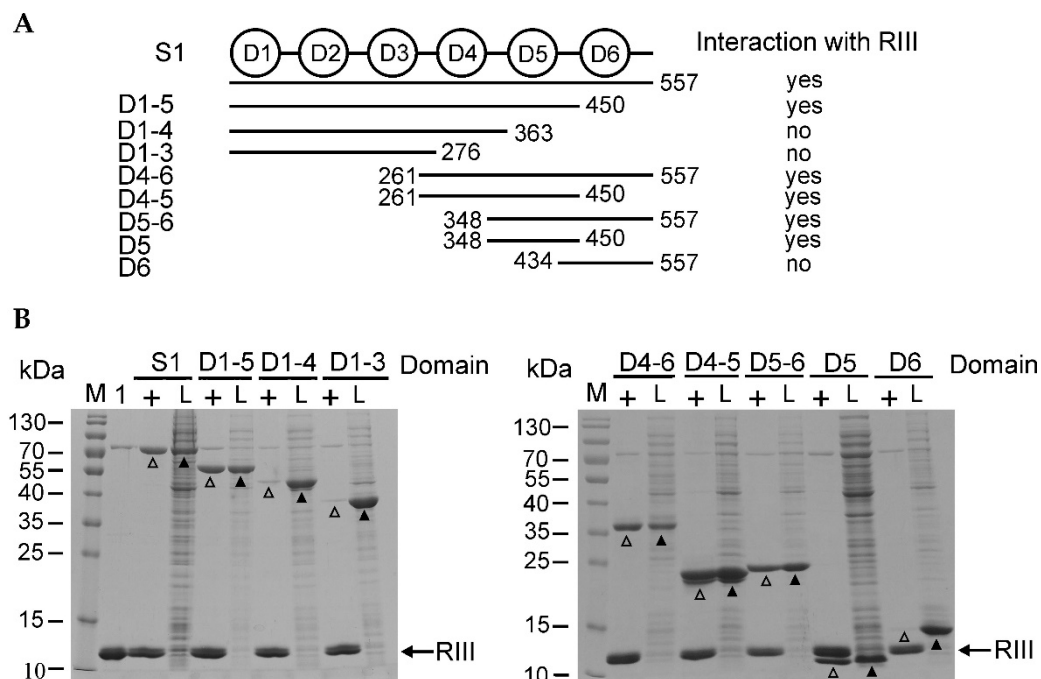 A
S1 D1 D2 D3 D4 D5 D6 Interaction with RIII
557 yes
D1-5 450 yes
D1-4 363 no
D1-3 276 no
D4-6 261 557 yes
D4-5 261 450 yes
D5-6 348 557 yes
D5 348 450 yes
D6 434 557 no
B
kDa S1 D1-5 D1-4 D1-3 Domain
M 1 + L + L + L + L
130
70
55
40
35
25
15
10
RIII
kDa D4-6 D4-5 D5-6 D5 D6 Domain
M + L + L + L + L + L
130
70
55
40
35
25
15
10
RIII